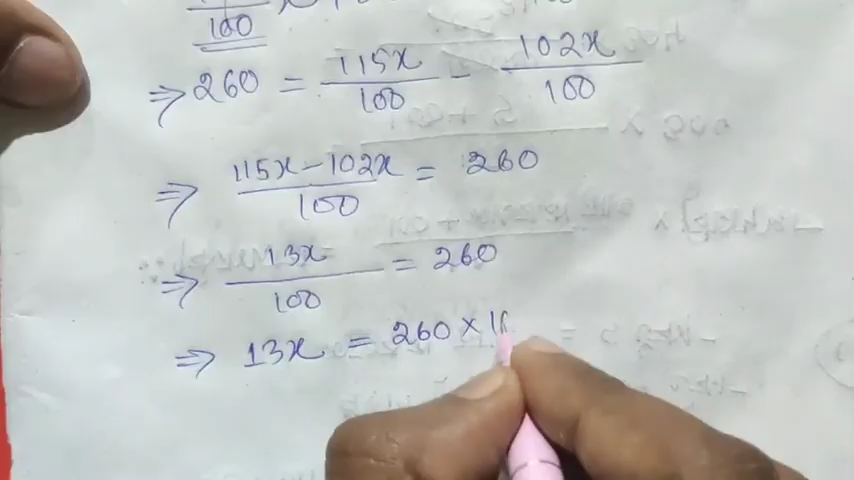 100
⇒ 260 = 115x/100 - 102x/100
⇒ 115x-102x/100 = 260
⇒ 13x/100 = 260
⇒ 13x = 260 × 10